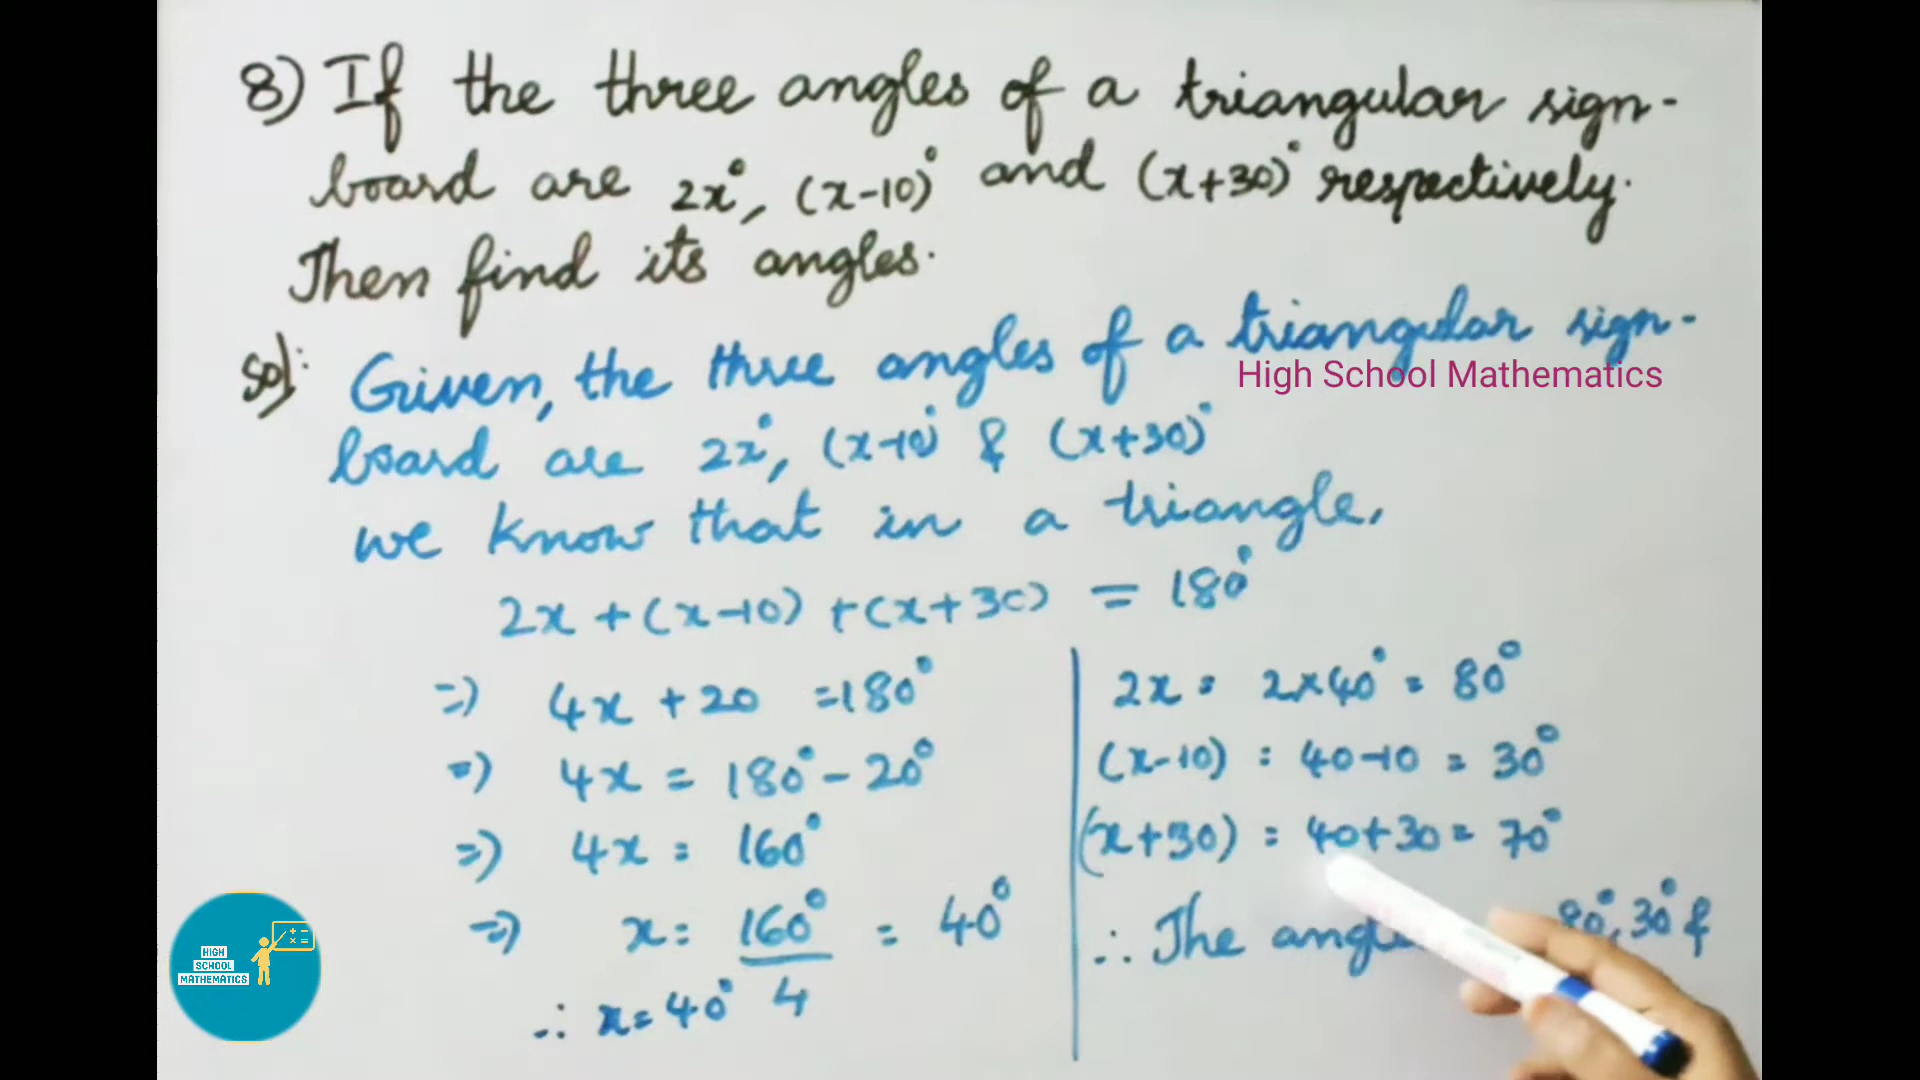 8) If the three angles of a triangular sign-
board are 2x°, (x-10)° and (x+30)° respectively.
Then find its angles.
Sol: Given, the three angles of a triangular sign-
High School Mathematics
board are 2x°, (x-10)° & (x+30)°
we know that in a triangle,
2x + (x-10) + (x+30) = 180°
=> 4x + 20 = 180°
=> 4x = 180° - 20°
=> 4x = 160°
=> x = 160°/4 = 40°
∴ x = 40°
2x = 2×40° = 80°
(x-10) = 40-10 = 30°
(x+30) = 40+30 = 70°
∴ The 80°, 30° &
HIGH
SCHOOL
MATHEMATICS